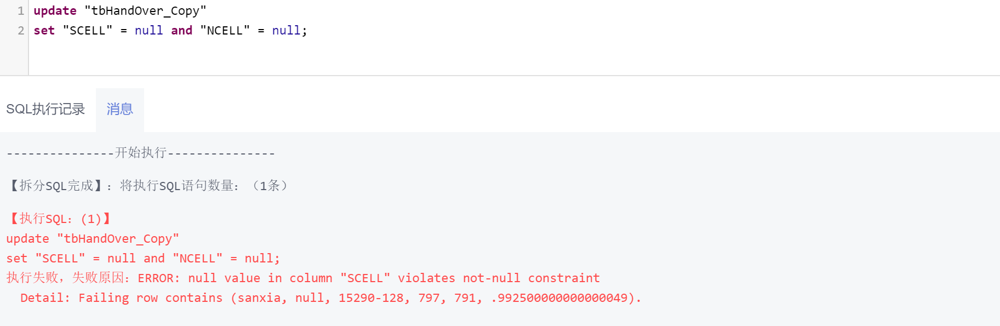 1 update "tbHandOver_Copy"
2 set "SCELL" = null and "NCELL" = null;
SQL执行记录 消息
---------------开始执行---------------
【拆分SQL完成】：将执行SQL语句数量：（1条）
【执行SQL：(1)】
update "tbHandOver_Copy"
set "SCELL" = null and "NCELL" = null;
执行失败，失败原因：ERROR: null value in column "SCELL" violates not-null constraint
Detail: Failing row contains (sanxia, null, 15290-128, 797, 791, .992500000000000049).